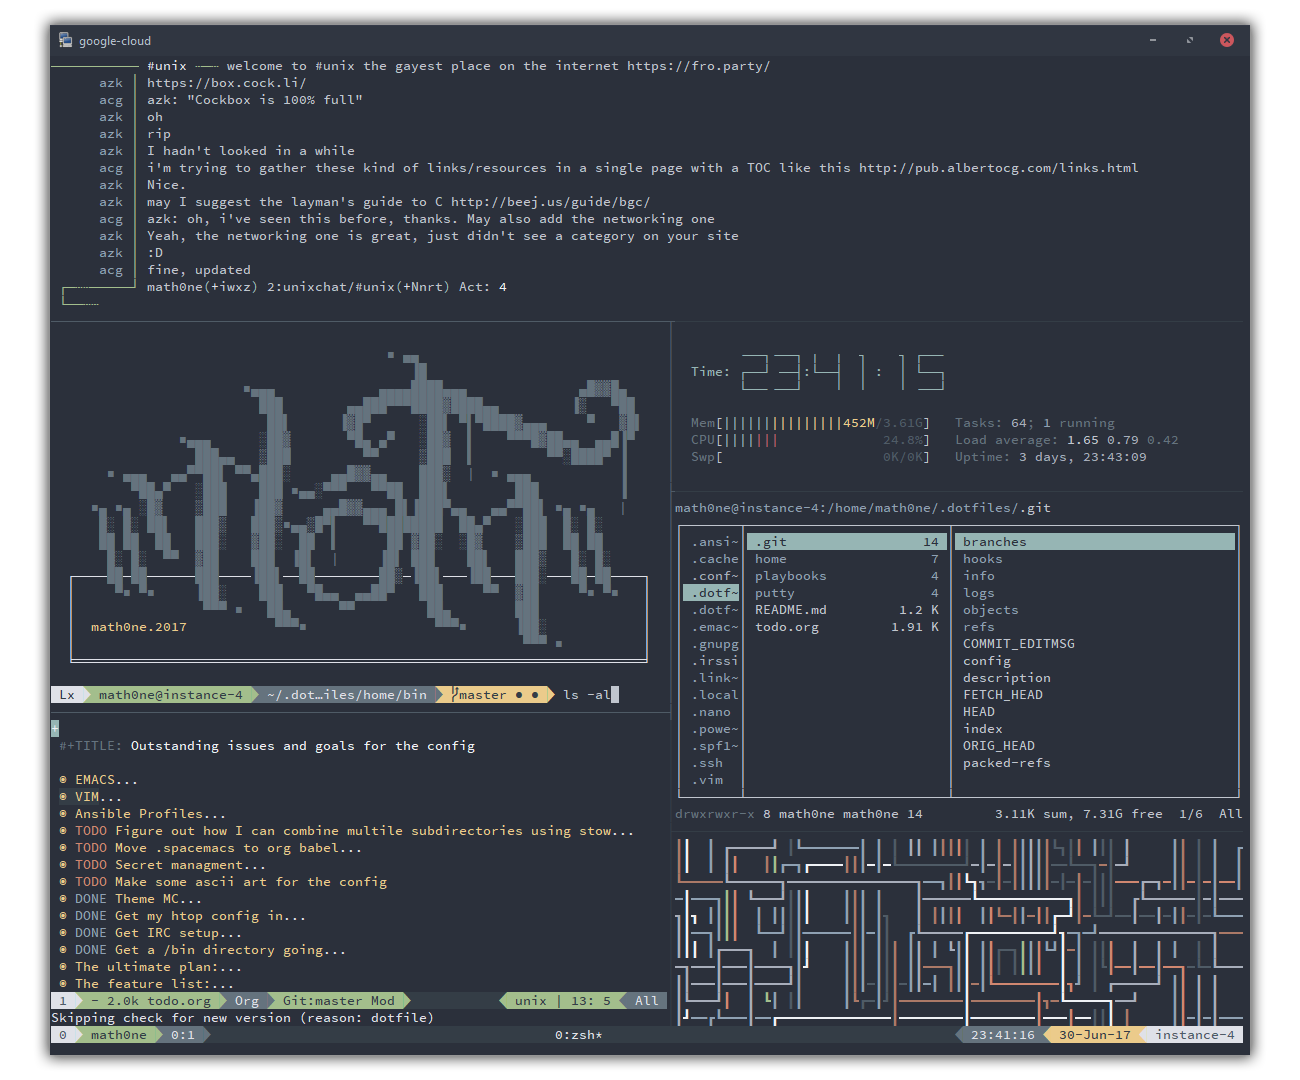 google-cloud
#unix welcome to #unix the gayest place on the internet https://fro.party/
azk https://box.cock.li/
acg azk: "Cockbox is 100% full"
azk oh
azk rip
azk I hadn't looked in a while
acg i'm trying to gather these kind of links/resources in a single page with a TOC like this http://pub.albertocg.com/links.html
azk Nice.
azk may I suggest the layman's guide to C http://beej.us/guide/bgc/
acg azk: oh, i've seen this before, thanks. May also add the networking one
azk Yeah, the networking one is great, just didn't see a category on your site
azk :D
acg fine, updated
math0ne(+iwxz) 2:unixchat/#unix(+Nnrt) Act: 4
math0ne.2017
Lx math0ne@instance-4 ~/.dot…iles/home/bin master ● ● ls -al
+
#+TITLE: Outstanding issues and goals for the config
EMACS...
VIM...
Ansible Profiles...
TODO Figure out how I can combine multile subdirectories using stow...
TODO Move .spacemacs to org babel...
TODO Secret managment...
TODO Make some ascii art for the config
DONE Theme MC...
DONE Get my htop config in...
DONE Get IRC setup...
DONE Get a /bin directory going...
The ultimate plan:...
The feature list:...
1 - 2.0k todo.org Org Git:master Mod unix | 13: 5 All
Skipping check for new version (reason: dotfile)
Time: 23:41:15
Mem[|||||||||||||||452M/3.61G] Tasks: 64; 1 running
CPU[||||||| 24.8%] Load average: 1.65 0.79 0.42
Swp[ 0K/0K] Uptime: 3 days, 23:43:09
math0ne@instance-4:/home/math0ne/.dotfiles/.git
.ansi~ .git 14 branches
.cache home 7 hooks
.conf~ playbooks 4 info
.dotf~ putty 4 logs
.dotf~ README.md 1.2 K objects
.emac~ todo.org 1.91 K refs
.gnupg COMMIT_EDITMSG
.irssi config
.link~ description
.local FETCH_HEAD
.nano HEAD
.powe~ index
.spf1~ ORIG_HEAD
.ssh packed-refs
.vim
drwxrwxr-x 8 math0ne math0ne 14 3.11K sum, 7.31G free 1/6 All
0 math0ne 0:1 0:zsh* 23:41:16 30-Jun-17 instance-4